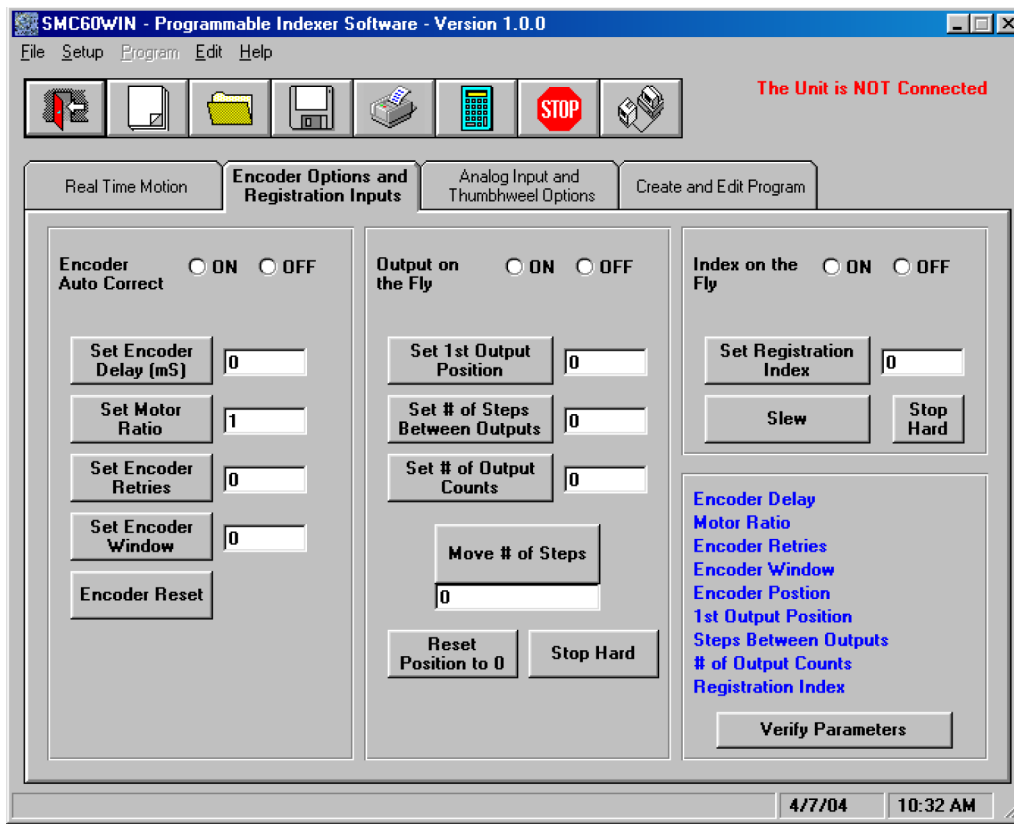 SMC60WIN - Programmable Indexer Software - Version 1.0.0
File Setup Program Edit Help
STOP
The Unit is NOT Connected
Real Time Motion
Encoder Options and
Registration Inputs
Analog Input and
Thumbhweel Options
Create and Edit Program
Encoder
Auto Correct
ON OFF
Set Encoder
Delay (mS)
0
Set Motor
Ratio
1
Set Encoder
Retries
0
Set Encoder
Window
0
Encoder Reset
Output on
the Fly
ON OFF
Set 1st Output
Position
0
Set # of Steps
Between Outputs
0
Set # of Output
Counts
0
Move # of Steps
0
Reset
Position to 0
Stop Hard
Index on the
Fly
ON OFF
Set Registration
Index
0
Slew
Stop
Hard
Encoder Delay
Motor Ratio
Encoder Retries
Encoder Window
Encoder Postion
1st Output Position
Steps Between Outputs
# of Output Counts
Registration Index
Verify Parameters
4/7/04 10:32 AM